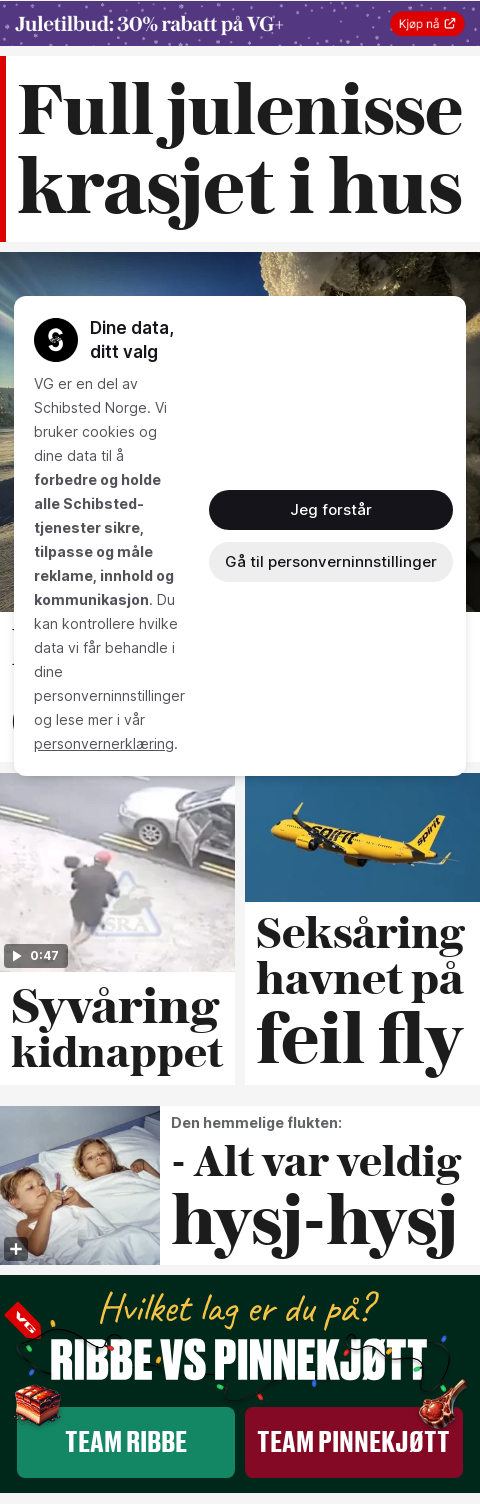 Juletilbud: 30% rabatt på VG+
Kjøp nå
Full julenisse
krasjet i hus
Dine data,
ditt valg
VG er en del av
Schibsted Norge. Vi
bruker cookies og
dine data til å
forbedre og holde
alle Schibsted-
tjenester sikre,
tilpasse og måle
reklame, innhold og
kommunikasjon. Du
kan kontrollere hvilke
data vi får behandle i
dine
personverninnstillinger
og lese mer i vår
personvernerklæring.
Jeg forstår
Gå til personverninnstillinger
0:47
Syvåring
kidnappet
spirit
spirit
Seksåring
havnet på
feil fly
Den hemmelige flukten:
- Alt var veldig
hysj-hysj
Hvilket lag er du på?
VG
RIBBE VS PINNEKJØTT
TEAM RIBBE
TEAM PINNEKJØTT